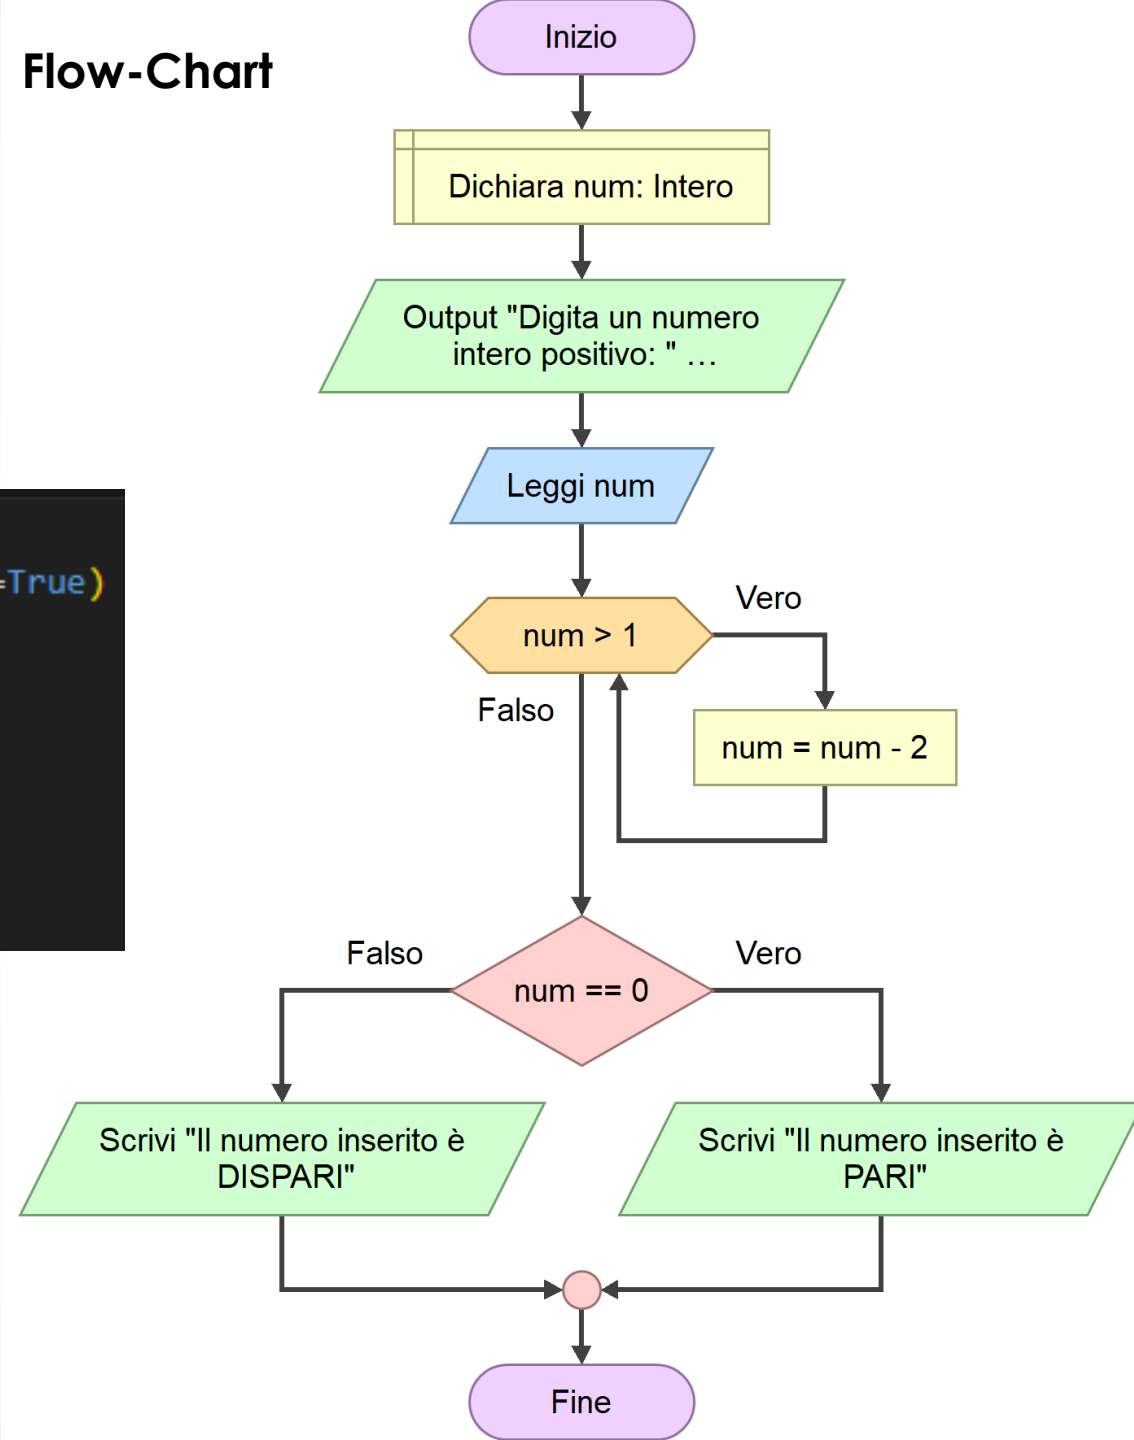 Flow-Chart
Inizio
Dichiara num: Intero
Output "Digita un numero
intero positivo: " …
Leggi num
=True)
num > 1
Vero
Falso
num = num - 2
num == 0
Falso
Vero
Scrivi "Il numero inserito è
DISPARI"
Scrivi "Il numero inserito è
PARI"
Fine